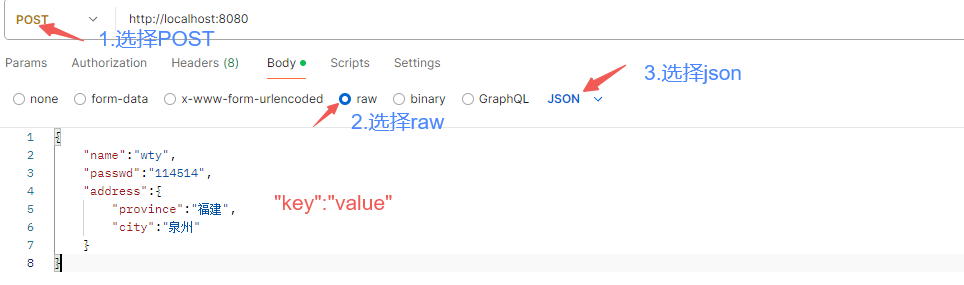 POST http://localhost:8080
1.选择POST
Params Authorization Headers (8) Body Scripts Settings
3.选择json
none form-data x-www-form-urlencoded raw binary GraphQL JSON
2.选择raw
1 {
2 "name":"wty",
3 "passwd":"114514",
4 "address":{
5 "province":"福建",
"key":"value"
6 "city":"泉州"
7 }
8 }